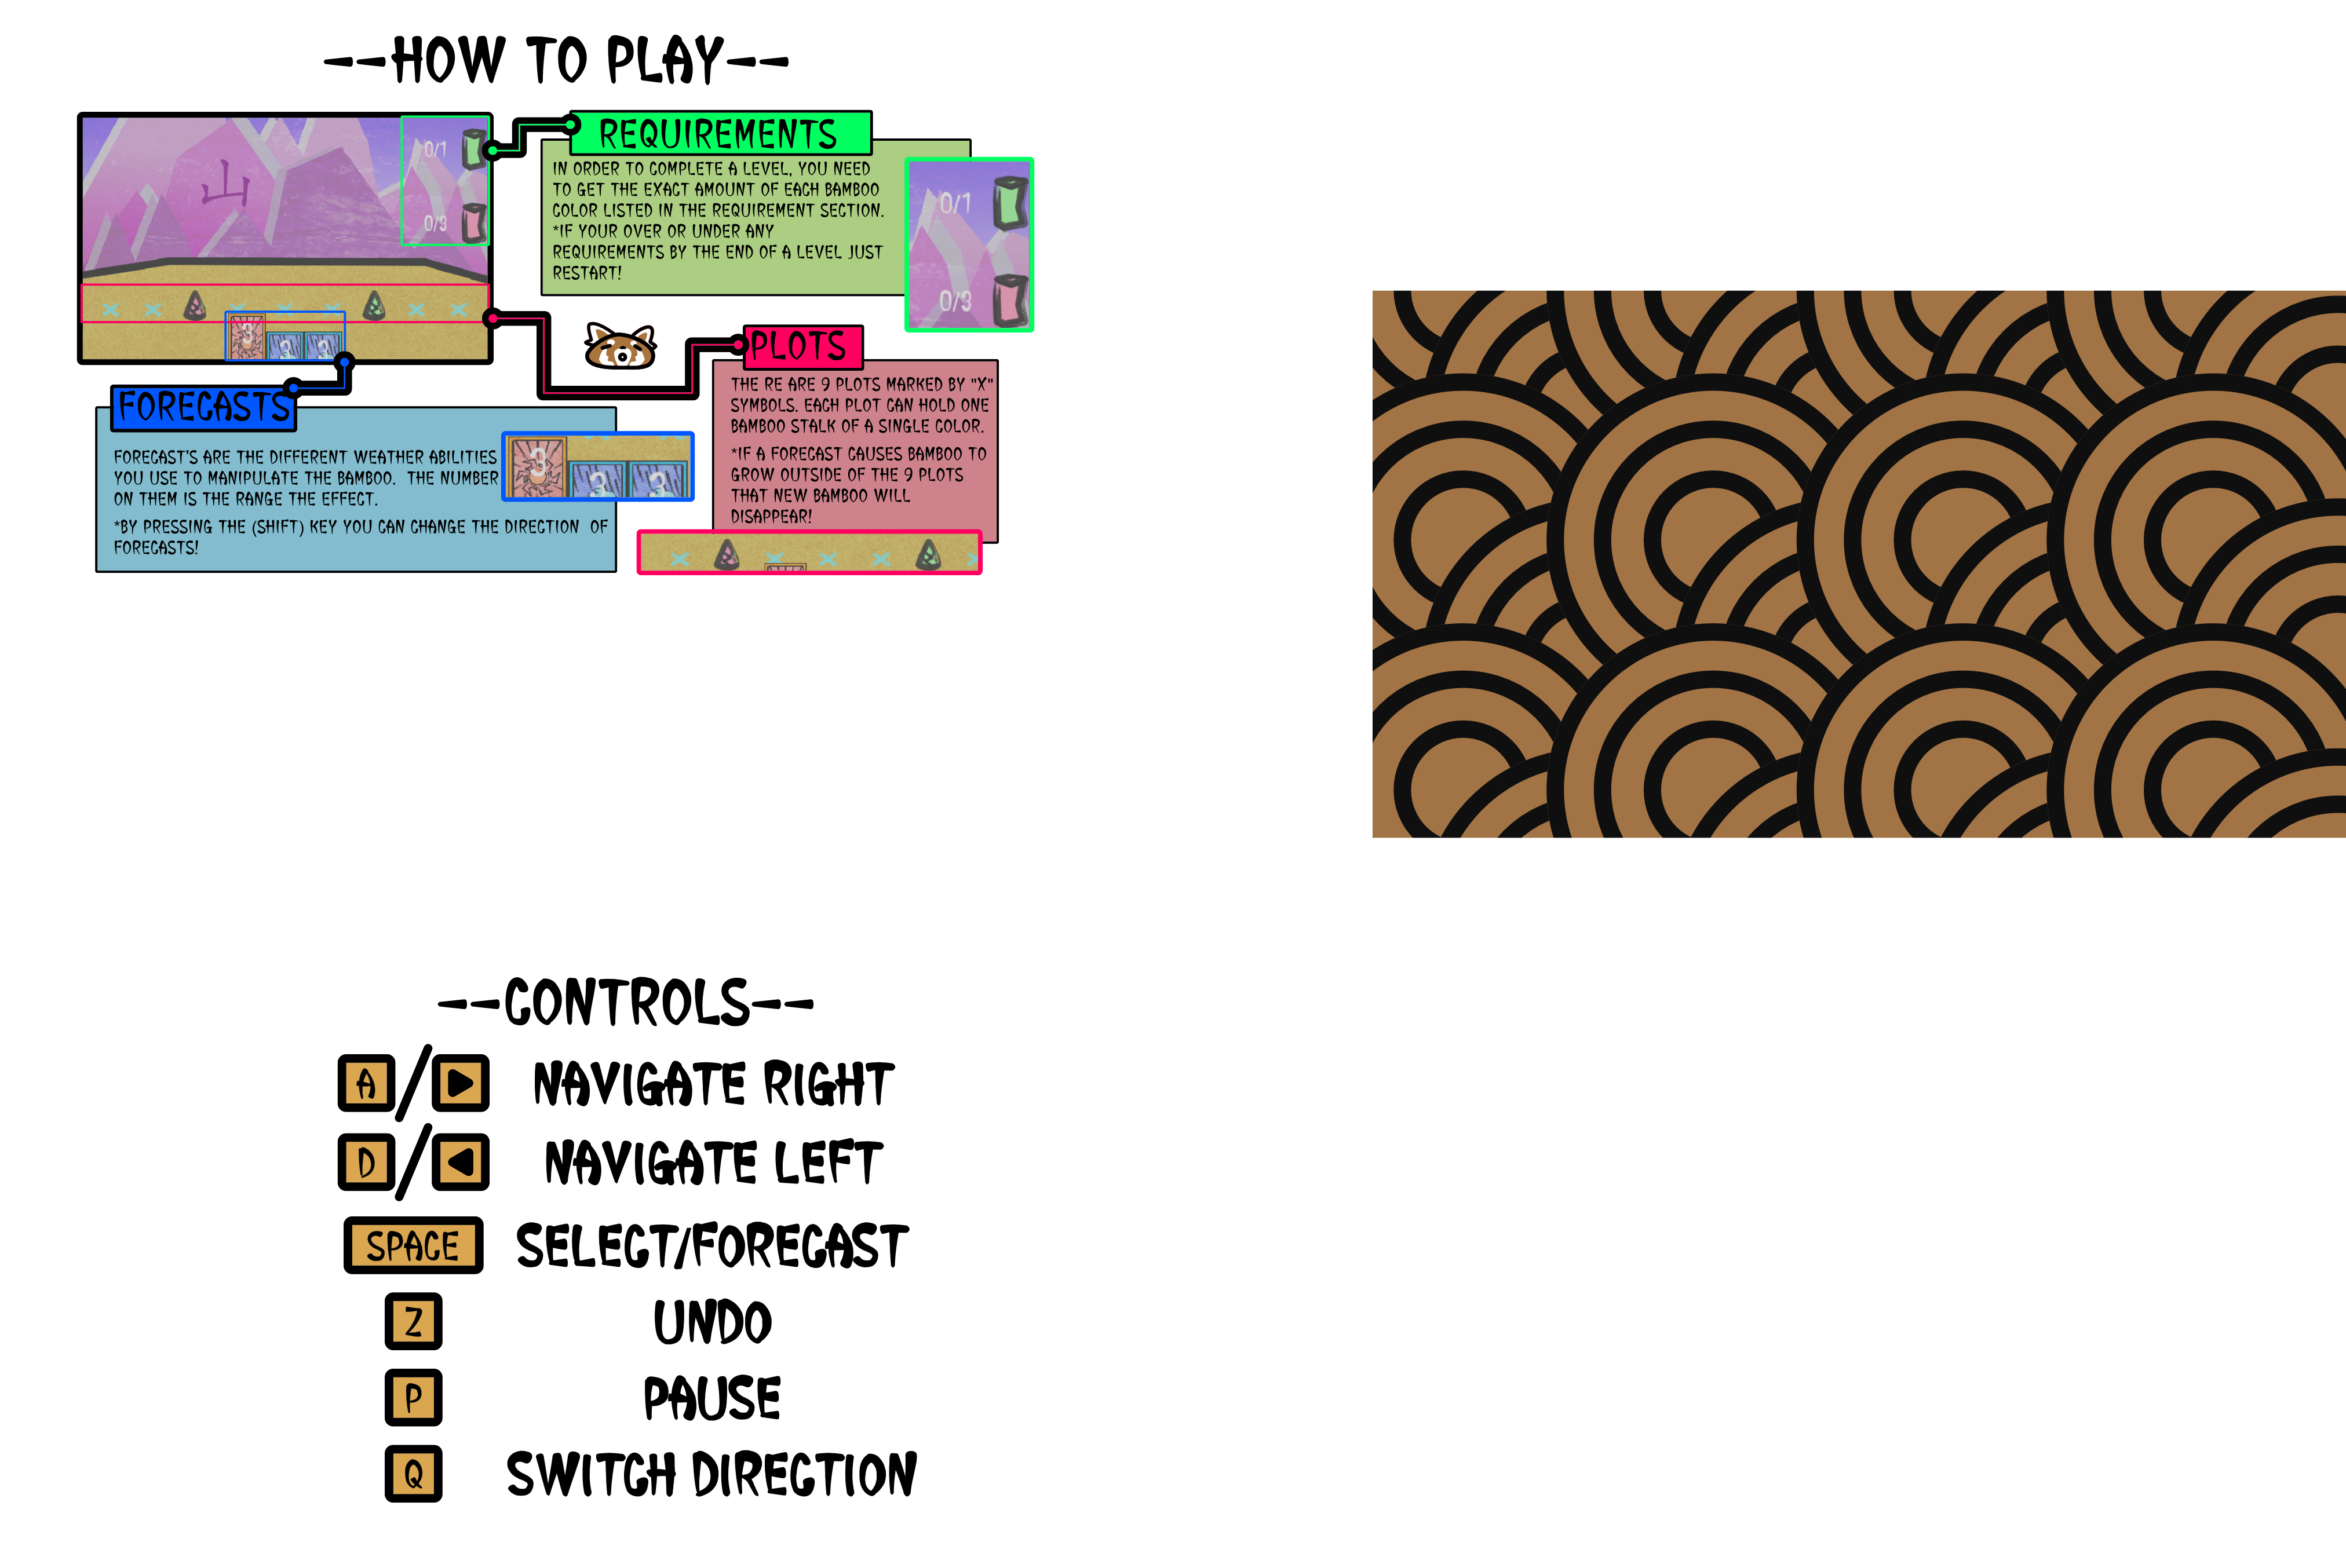 --HOW TO PLAY--
山
0/1
0/3
3
3
3
REQUIREMENTS
IN ORDER TO COMPLETE A LEVEL, YOU NEED
TO GET THE EXACT AMOUNT OF EACH BAMBOO
COLOR LISTED IN THE REQUIREMENT SECTION.
*IF YOUR OVER OR UNDER ANY
REQUIREMENTS BY THE END OF A LEVEL JUST
RESTART!
0/1
0/3
PLOTS
THE RE ARE 9 PLOTS MARKED BY "X"
SYMBOLS. EACH PLOT CAN HOLD ONE
BAMBOO STALK OF A SINGLE COLOR.
*IF A FORECAST CAUSES BAMBOO TO
GROW OUTSIDE OF THE 9 PLOTS
THAT NEW BAMBOO WILL
DISAPPEAR!
FORECASTS
FORECAST'S ARE THE DIFFERENT WEATHER ABILITIES
YOU USE TO MANIPULATE THE BAMBOO. THE NUMBER
ON THEM IS THE RANGE THE EFFECT.
*BY PRESSING THE (SHIFT) KEY YOU CAN CHANGE THE DIRECTION OF
FORECASTS!
3
3
3
--CONTROLS--
A/ NAVIGATE RIGHT
D/ NAVIGATE LEFT
SPACE SELECT/FORECAST
Z UNDO
P PAUSE
Q SWITCH DIRECTION